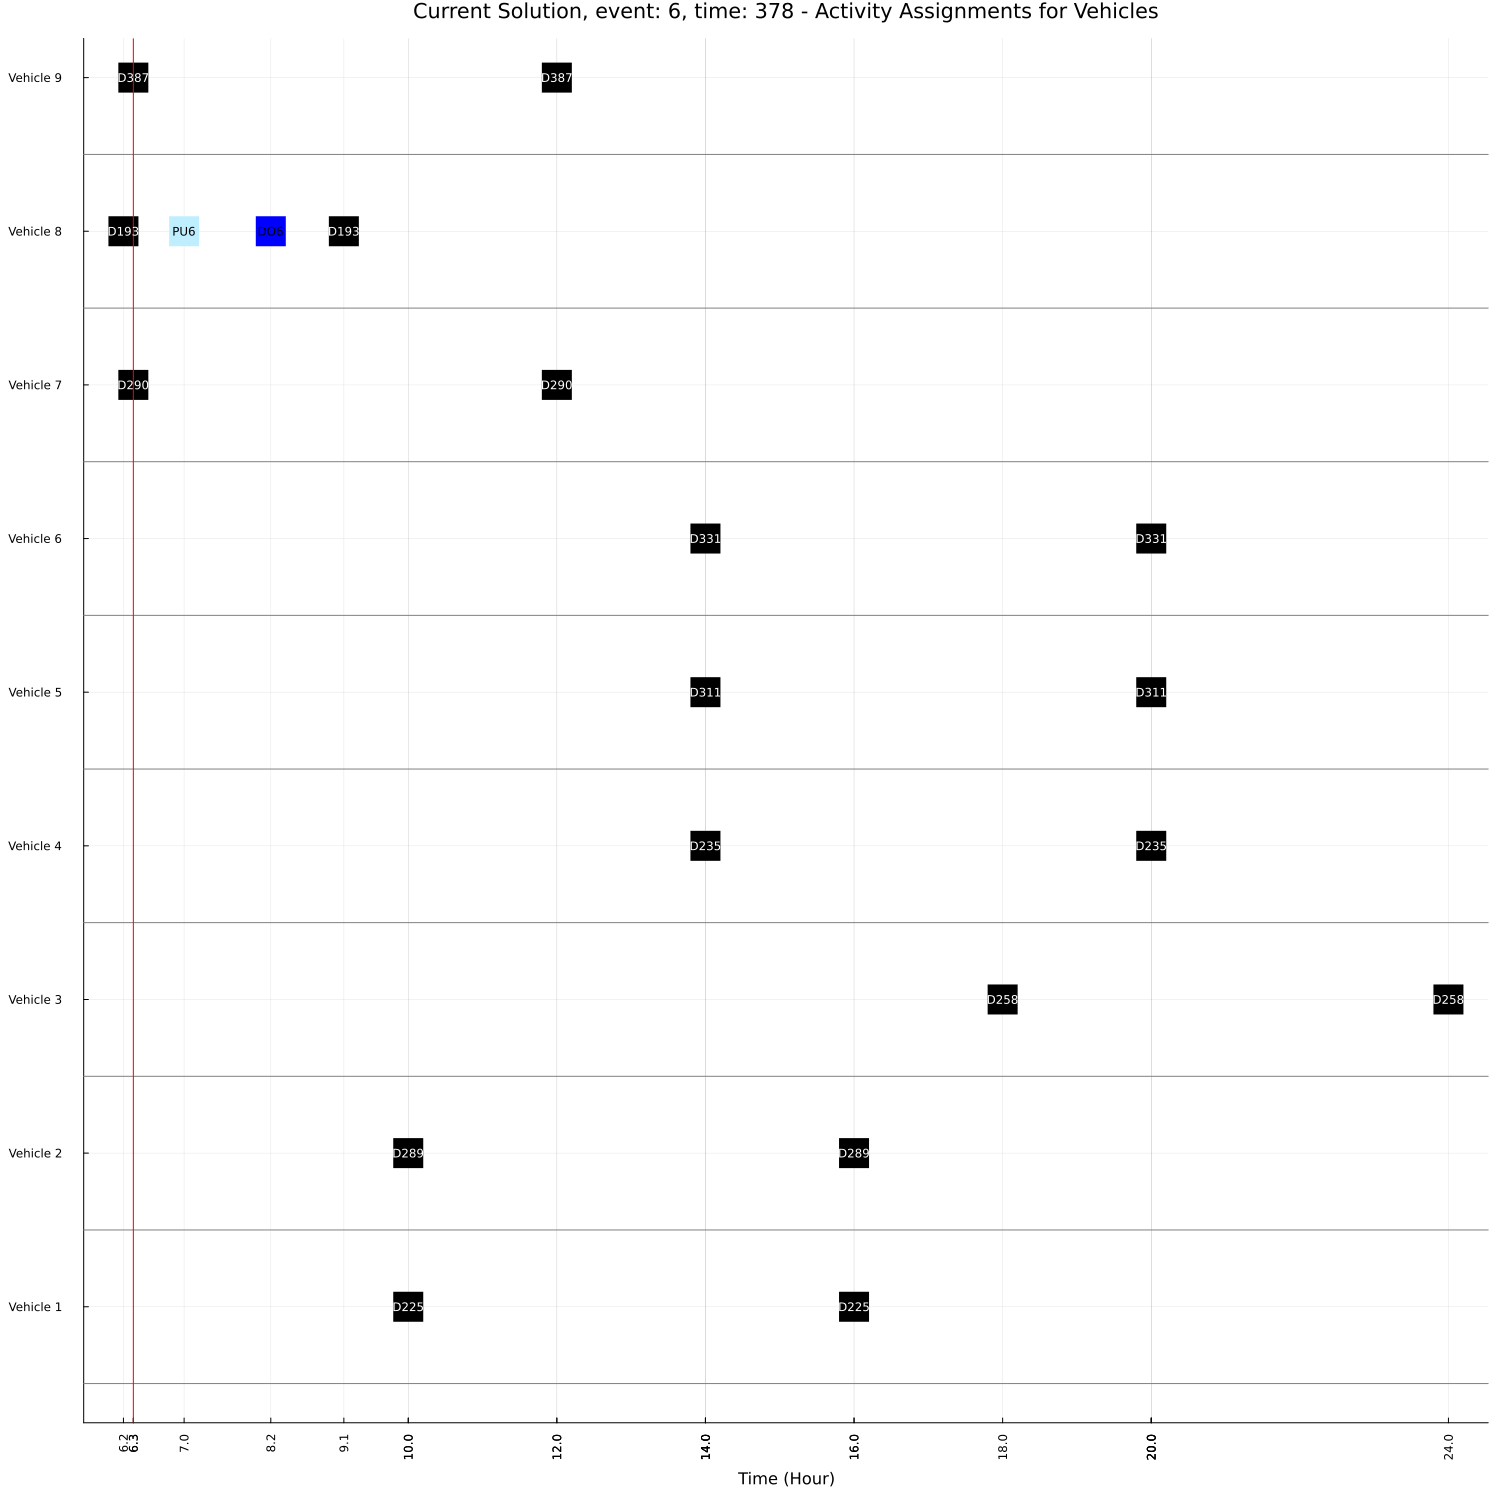 Current Solution, event: 6, time: 378 - Activity Assignments for Vehicles
Vehicle 9 D387 D387
Vehicle 8 D193 PU6 DO6 D193
Vehicle 7 D290 D290
Vehicle 6 D331 D331
Vehicle 5 D311 D311
Vehicle 4 D235 D235
Vehicle 3 D258 D258
Vehicle 2 D289 D289
Vehicle 1 D225 D225
6.2 6.3 7.0 8.2 9.1 10.0 12.0 14.0 16.0 18.0 20.0 24.0
Time (Hour)